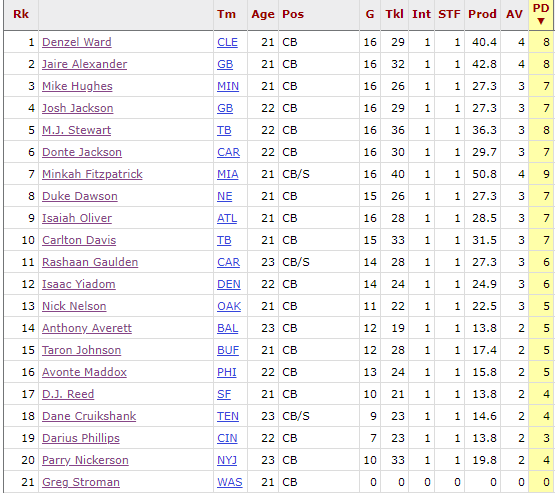 Rk Tm Age Pos G Tkl Int STF Prod AV PD ▼
1 Denzel Ward CLE 21 CB 16 29 1 1 40.4 4 8
2 Jaire Alexander GB 21 CB 16 32 1 1 42.8 4 8
3 Mike Hughes MIN 21 CB 16 26 1 1 27.3 3 7
4 Josh Jackson GB 22 CB 16 29 1 1 27.3 3 7
5 M.J. Stewart TB 22 CB 16 36 1 1 36.3 3 8
6 Donte Jackson CAR 22 CB 16 30 1 1 29.7 3 7
7 Minkah Fitzpatrick MIA 21 CB/S 16 40 1 1 50.8 4 9
8 Duke Dawson NE 21 CB 15 26 1 1 27.3 3 7
9 Isaiah Oliver ATL 21 CB 16 28 1 1 28.5 3 7
10 Carlton Davis TB 21 CB 15 33 1 1 31.5 3 7
11 Rashaan Gaulden CAR 23 CB/S 14 28 1 1 27.3 3 6
12 Isaac Yiadom DEN 22 CB 14 24 1 1 24.9 3 6
13 Nick Nelson OAK 21 CB 11 22 1 1 22.5 3 5
14 Anthony Averett BAL 23 CB 12 19 1 1 13.8 2 5
15 Taron Johnson BUF 21 CB 12 28 1 1 17.4 2 5
16 Avonte Maddox PHI 22 CB 13 24 1 1 15.8 2 5
17 D.J. Reed SF 21 CB 10 21 1 1 13.8 2 4
18 Dane Cruikshank TEN 23 CB/S 9 23 1 1 14.6 2 4
19 Darius Phillips CIN 22 CB 7 23 1 1 13.8 2 3
20 Parry Nickerson NYJ 23 CB 10 33 1 1 19.8 2 4
21 Greg Stroman WAS 21 CB 0 0 0 0 0 0 0